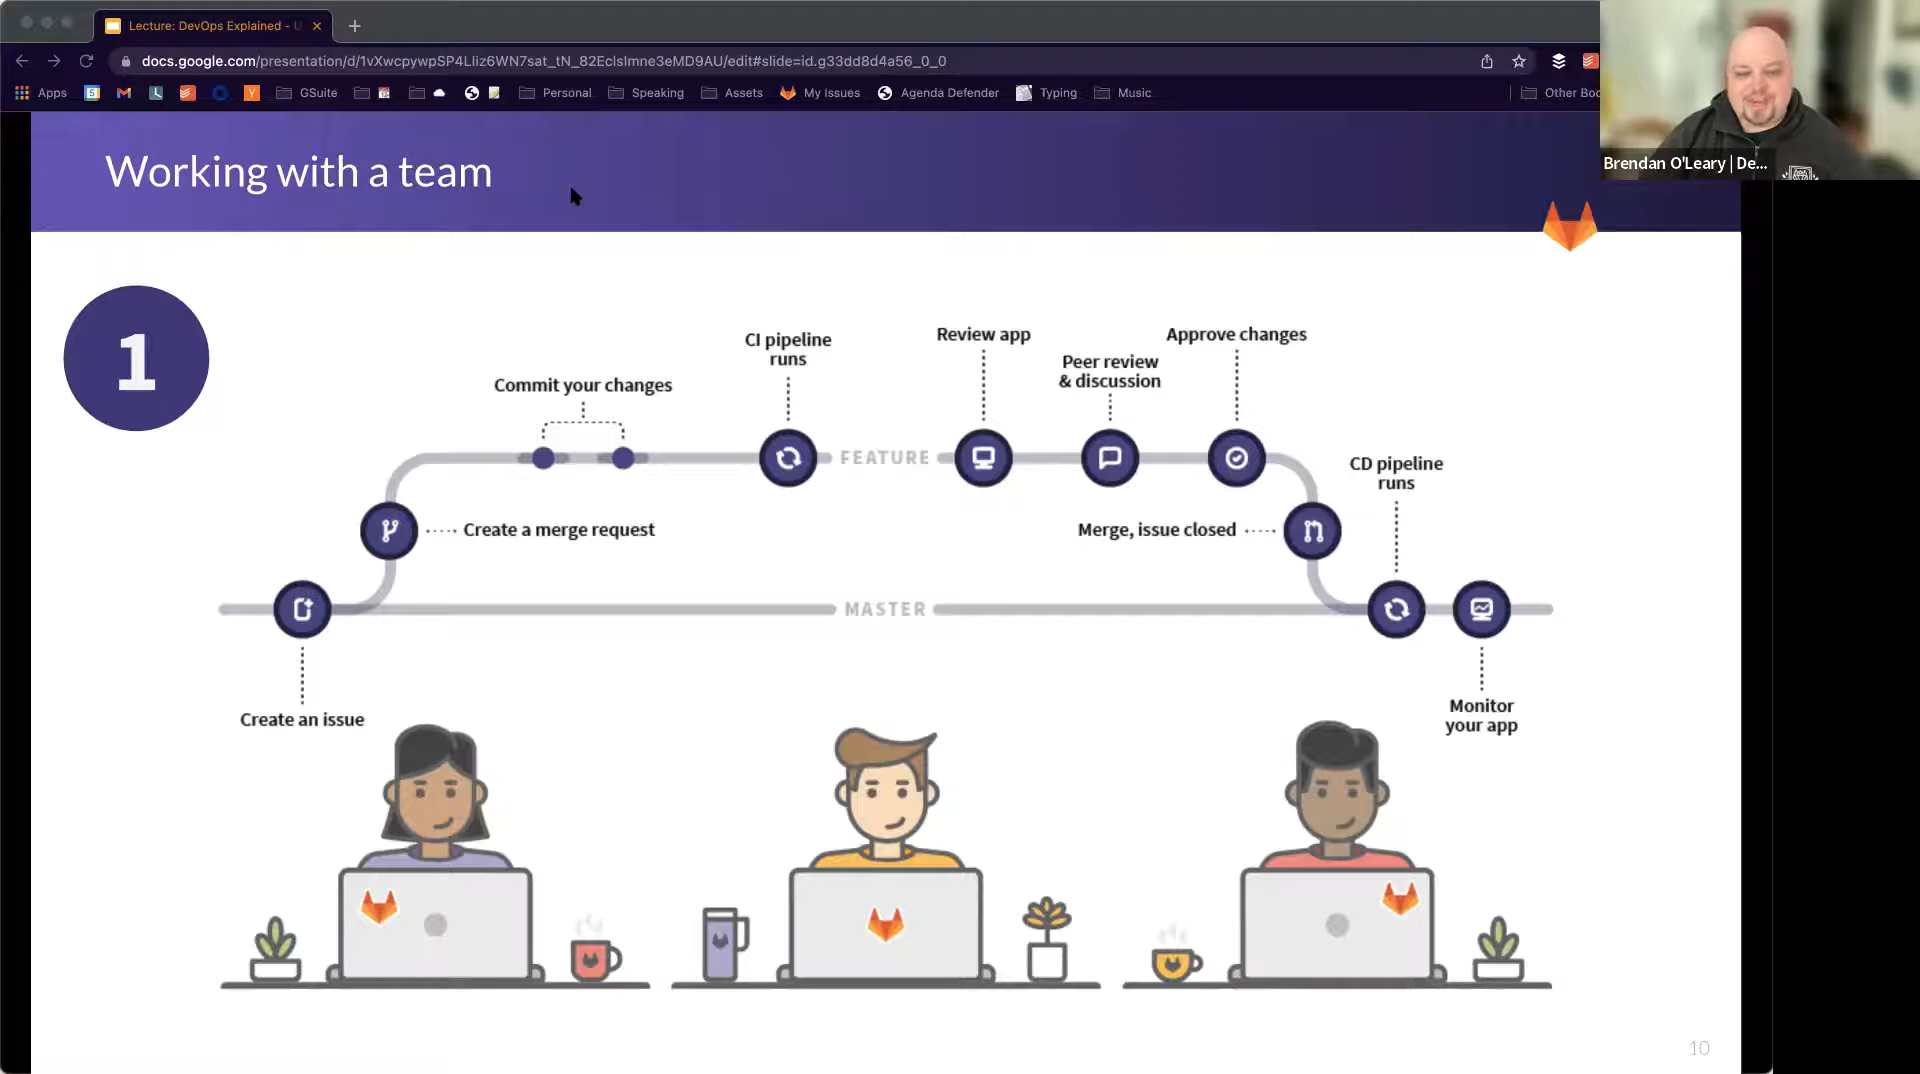 Lecture: DevOps Explained - U
docs.google.com/presentation/d/1vXwcpywpSP4LIiz6WN7sat_tN_82EclsImne3eMD9AU/edit#slide=id.g33dd8d4a56_0_0
Apps
5
GSuite
Personal
Speaking
Assets
My Issues
Agenda Defender
Typing
Music
Other Boo
Brendan O'Leary | De...
Working with a team
1
Commit your changes
CI pipeline
runs
Review app
Peer review
& discussion
Approve changes
FEATURE
CD pipeline
runs
Create a merge request
Merge, issue closed
MASTER
Create an issue
Monitor
your app
10